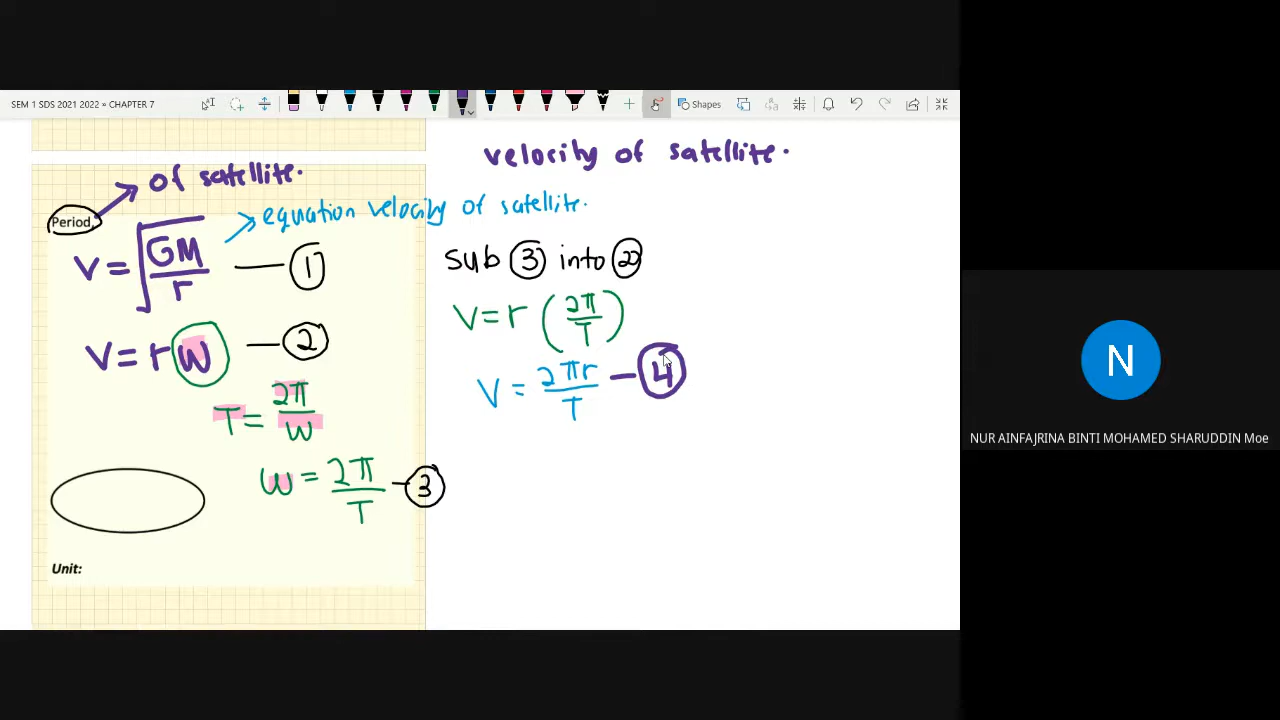 SEM 1 SDS 2021 2022 » CHAPTER 7
Shapes
velocity of satellite.
of satellite.
Period,
equation velocity of satellite.
V = √(GM/r) — ①
V = rω — ②
T = 2π/ω
ω = 2π/T — ③
Unit:
sub ③ into ②
V = r (2π/T)
V = 2πr/T — ④
N
NUR AINFAJRINA BINTI MOHAMED SHARUDDIN Moe